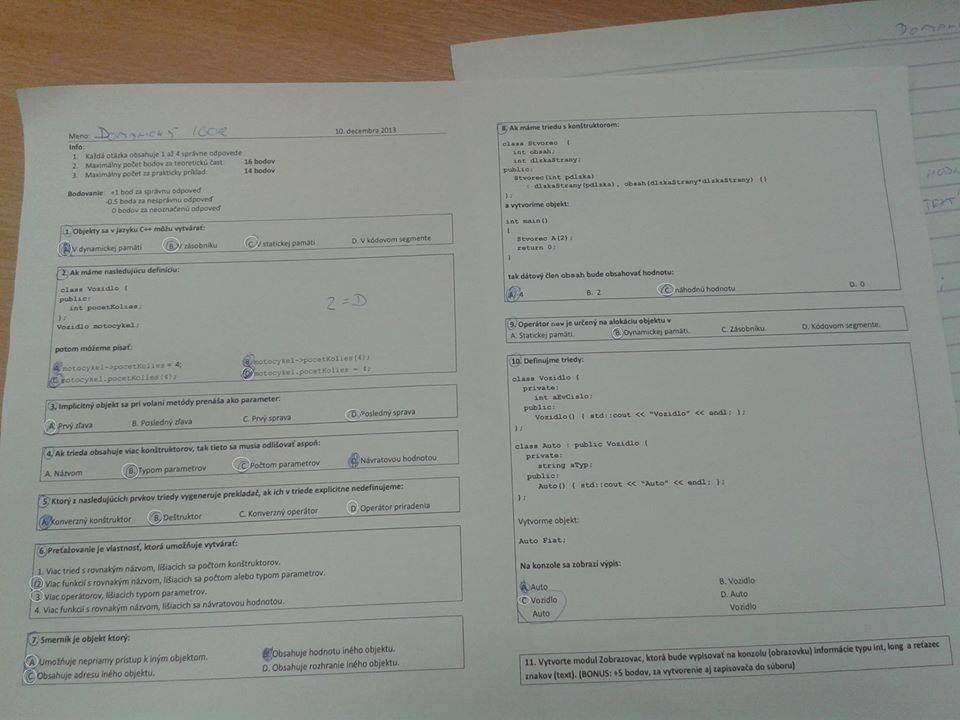 Meno: DOMANICKÝ IGOR 10. decembra 2013
Info:
1. Každá otázka obsahuje 1 až 4 správne odpovede
2. Maximálny počet bodov za teoretickú časť: 16 bodov
3. Maximálny počet za prakticky príklad: 14 bodov
Bodovanie: +1 bod za správnu odpoveď
-0.5 boda za nesprávnu odpoveď
0 bodov za neoznačenú odpoveď
1. Objekty sa v jazyku C++ môžu vytvárať:
A. V dynamickej pamäti B. V zásobníku C. V statickej pamäti D. V kódovom segmente
2. Ak máme nasledujúcu definíciu:
class Vozidlo {
public:
int pocetKolies;
};
Vozidlo motocykel;
2 = D
potom môžeme písať:
A. motocykel->pocetKolies = 4; B. motocykel->pocetKolies(4);
C. motocykel.pocetKolies(4); D. motocykel.pocetKolies = 4;
3. Implicitný objekt sa pri volaní metódy prenáša ako parameter:
A. Prvý zľava B. Posledný zľava C. Prvý sprava D. Posledný sprava
4. Ak trieda obsahuje viac konštruktorov, tak tieto sa musia odlišovať aspoň:
A. Názvom B. Typom parametrov C. Počtom parametrov D. Návratovou hodnotou
5. Ktorý z nasledujúcich prvkov triedy vygeneruje prekladač, ak ich v triede explicitne nedefinujeme:
A. Konverzný konštruktor B. Deštruktor C. Konverzný operátor D Operátor priradenia
6. Preťažovanie je vlastnosť, ktorá umožňuje vytvárať:
1. Viac tried s rovnakým názvom, líšiacich sa počtom konštruktorov.
2. Viac funkcií s rovnakým názvom, líšiacich sa počtom alebo typom parametrov.
3. Viac operátorov, líšiacich typom parametrov.
4. Viac funkcií s rovnakým názvom, líšiacich sa návratovou hodnotou.
7. Smerník je objekt ktorý:
A. Umožňuje nepriamy prístup k iným objektom. B. Obsahuje hodnotu iného objektu.
C. Obsahuje adresu iného objektu. D. Obsahuje rozhranie iného objektu.
8. Ak máme triedu s konštruktorom:
class Stvorec {
int obsah;
int dlzkaStrany;
public:
Stvorec(int pdlzka)
: dlzkaStrany(pdlzka), obsah(dlzkaStrany*dlzkaStrany) {}
};
a vytvoríme objekt:
int main()
{
Stvorec A(2);
return 0;
}
tak dátový člen obsah bude obsahovať hodnotu:
A. 4 B. 2 C. náhodnú hodnotu D. 0
9. Operátor new je určený na alokáciu objektu v
A. Statickej pamäti. B. Dynamickej pamäti. C. Zásobníku. D. Kódovom segmente.
10. Definujme triedy:
class Vozidlo {
private:
int aEvCislo;
public:
Vozidlo() { std::cout << "Vozidlo" << endl; };
};
class Auto : public Vozidlo {
private:
string aTyp;
public:
Auto() { std::cout << "Auto" << endl; };
};
Vytvorme objekt:
Auto Fiat;
Na konzole sa zobrazí výpis:
A. Auto B. Vozidlo
C Vozidlo D. Auto
Auto Vozidlo
11. Vytvorte modul Zobrazovac, ktorá bude vypisovať na konzolu (obrazovku) informácie typu int, long a reťazec
znakov (text). (BONUS: +5 bodov, za vytvorenie aj zapisovača do súboru)
TEXT